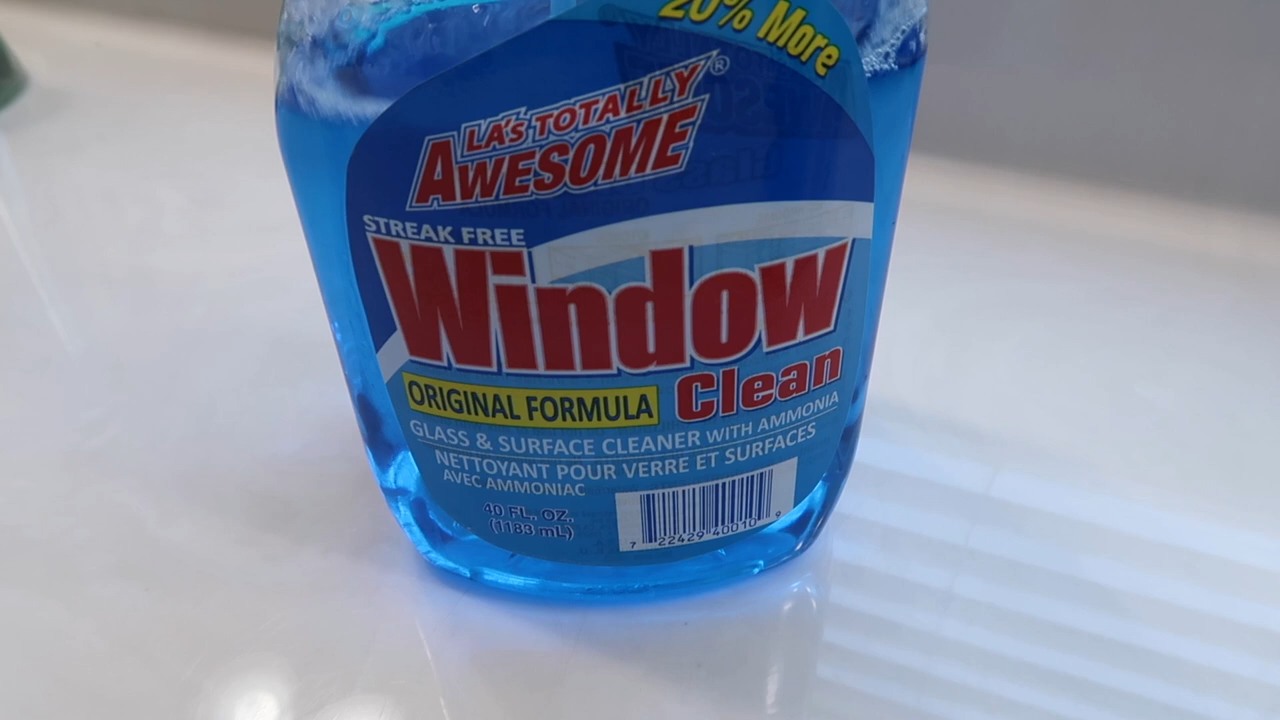 20% More
LA'S TOTALLY
AWESOME®
STREAK FREE
Window
Clean
ORIGINAL FORMULA
GLASS & SURFACE CLEANER WITH AMMONIA
NETTOYANT POUR VERRE ET SURFACES
AVEC AMMONIAC
40 FL. OZ.
(1183 mL)
7 22429 40010 9